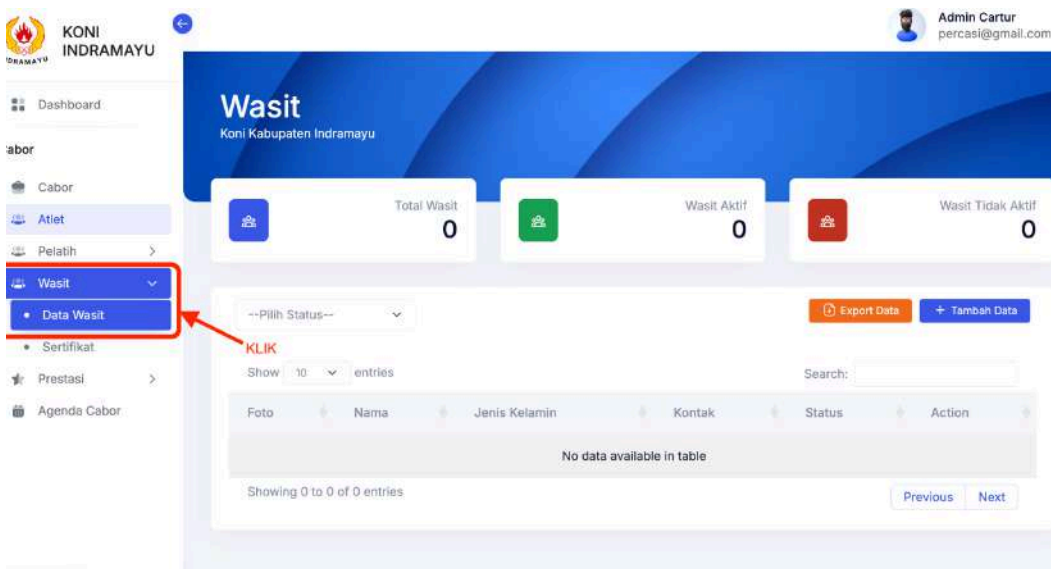 KONI
INDRAMAYU
Admin Cartur
percasi@gmail.com
Dashboard
Cabor
Atlet
Pelatih
Wasit
Data Wasit
Sertifikat
Prestasi
Agenda Cabor
Wasit
Koni Kabupaten Indramayu
Total Wasit
0
Wasit Aktif
0
Wasit Tidak Aktif
0
--Pilih Status--
Export Data
+ Tambah Data
KLIK
Show 10 entries
Search:
Foto Nama Jenis Kelamin Kontak Status Action
No data available in table
Showing 0 to 0 of 0 entries
Previous Next